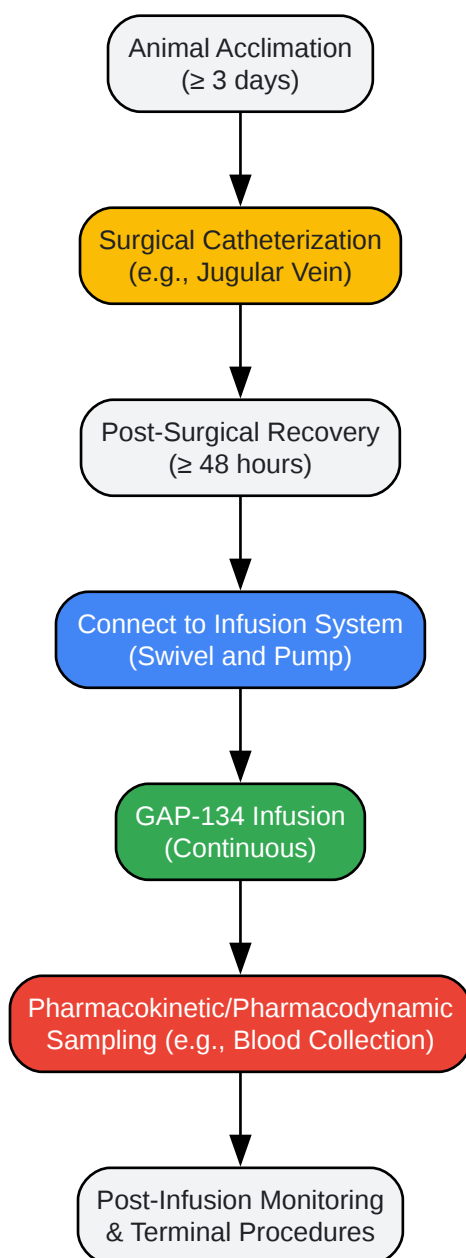 Animal Acclimation
(≥ 3 days)
Surgical Catheterization
(e.g., Jugular Vein)
Post-Surgical Recovery
(≥ 48 hours)
Connect to Infusion System
(Swivel and Pump)
GAP-134 Infusion
(Continuous)
Pharmacokinetic/Pharmacodynamic
Sampling (e.g., Blood Collection)
Post-Infusion Monitoring
& Terminal Procedures